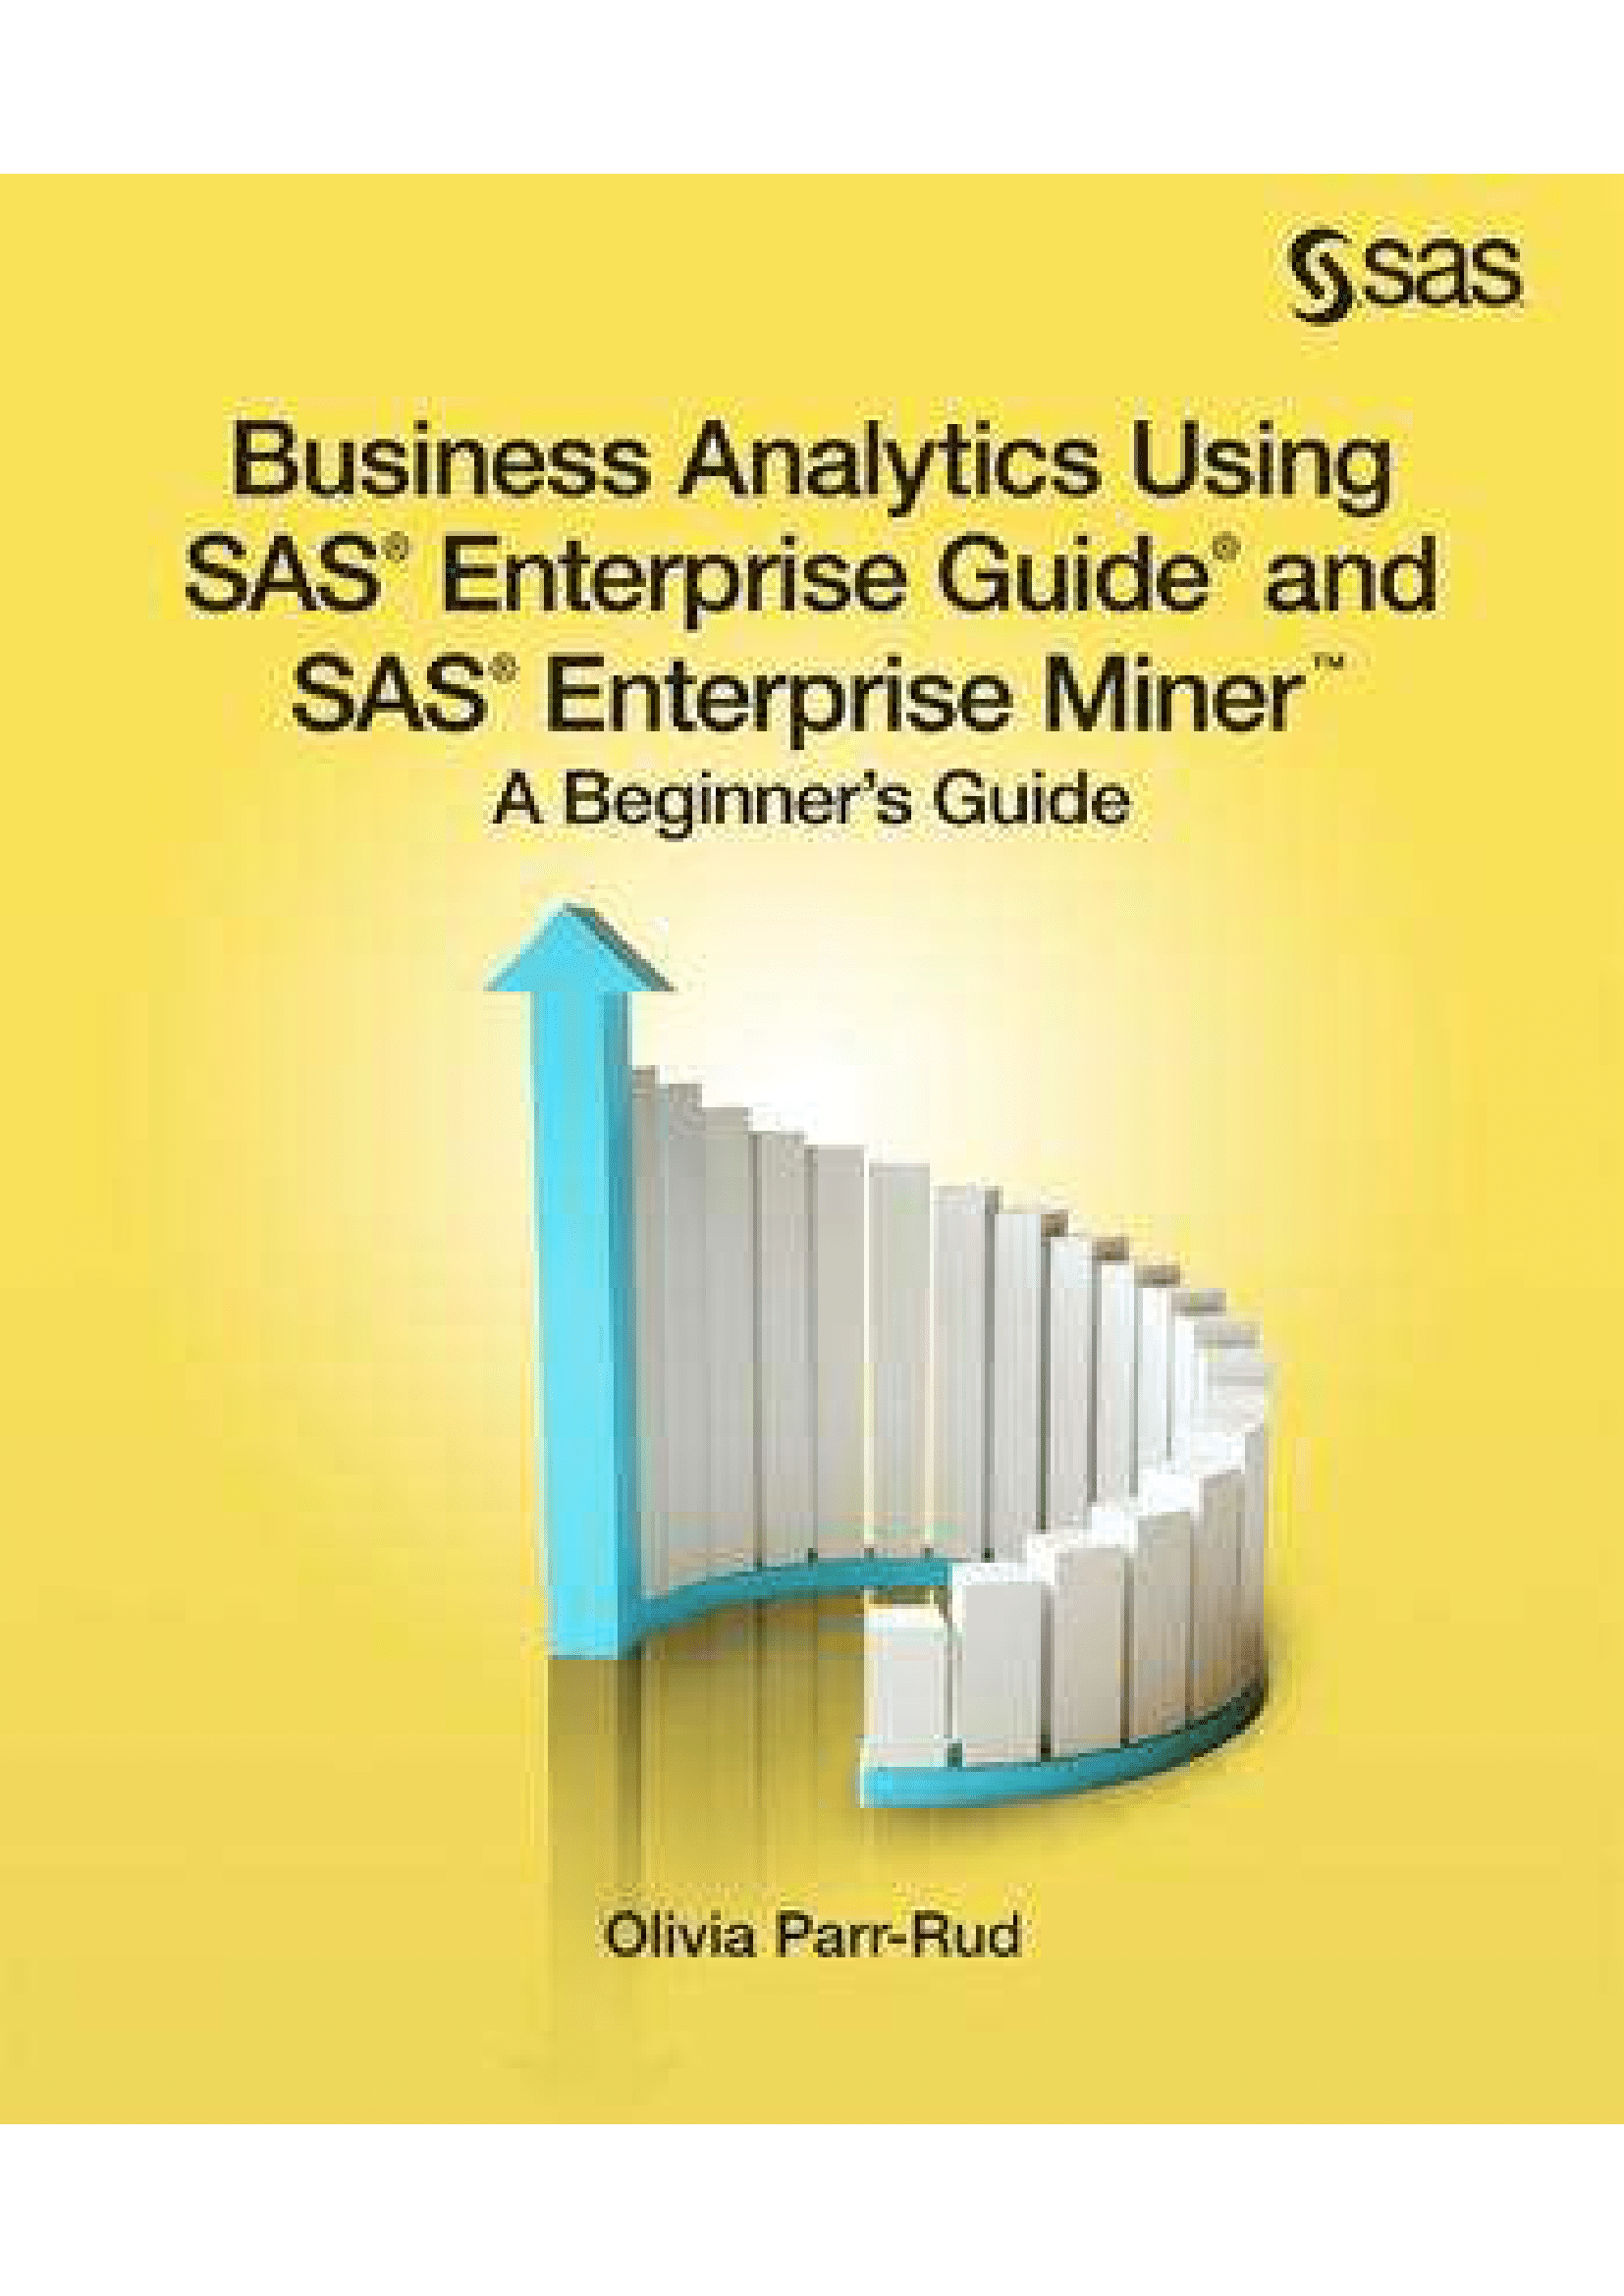 sas
Business Analytics Using
SAS® Enterprise Guide® and
SAS® Enterprise Miner™
A Beginner's Guide
Olivia Parr-Rud